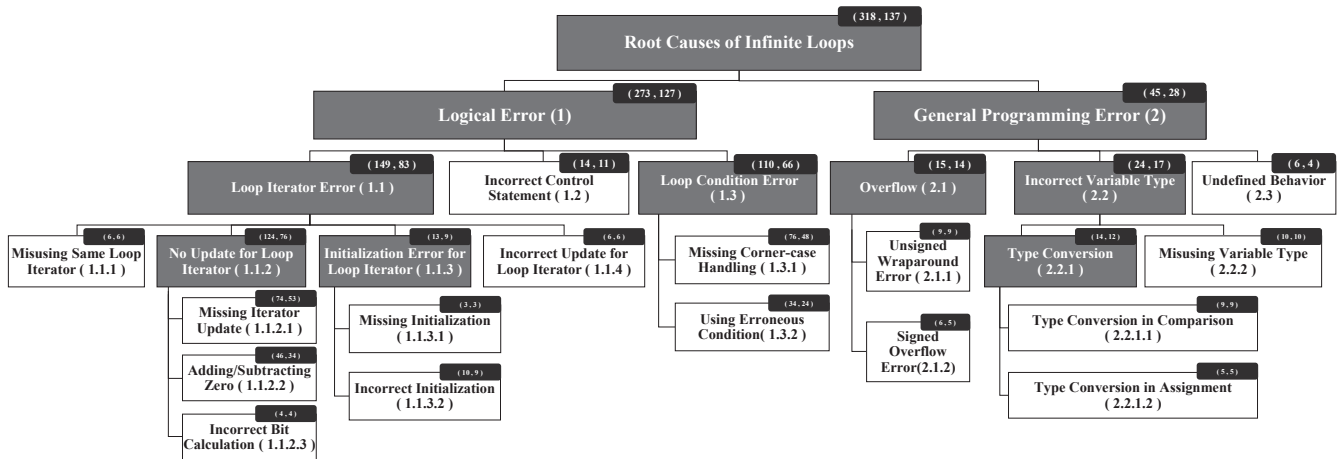 ( 318 , 137 )
Root Causes of Infinite Loops
( 273 , 127 )
Logical Error (1)
( 45 , 28 )
General Programming Error (2)
( 149 , 83 )
Loop Iterator Error ( 1.1 )
( 14 , 11 )
Incorrect Control
Statement ( 1.2 )
( 110 , 66 )
Loop Condition Error
( 1.3 )
( 15 , 14 )
Overflow ( 2.1 )
( 24 , 17 )
Incorrect Variable Type
( 2.2 )
( 6 , 4 )
Undefined Behavior
( 2.3 )
( 6 , 6 )
Misusing Same Loop
Iterator ( 1.1.1 )
( 124 , 76 )
No Update for Loop
Iterator ( 1.1.2 )
( 13 , 9 )
Initialization Error for
Loop Iterator ( 1.1.3 )
( 6 , 6 )
Incorrect Update for
Loop Iterator ( 1.1.4 )
( 76 , 48 )
Missing Corner-case
Handling ( 1.3.1 )
( 9 , 9 )
Unsigned
Wraparound
Error ( 2.1.1 )
( 14 , 12 )
Type Conversion
( 2.2.1 )
( 10 , 10 )
Misusing Variable Type
( 2.2.2 )
( 74 , 53 )
Missing Iterator
Update ( 1.1.2.1 )
( 3 , 3 )
Missing Initialization
( 1.1.3.1 )
( 34 , 24 )
Using Erroneous
Condition( 1.3.2 )
( 6 , 5 )
Signed
Overflow
Error(2.1.2)
( 9 , 9 )
Type Conversion in Comparison
( 2.2.1.1 )
( 46 , 34 )
Adding/Subtracting
Zero ( 1.1.2.2 )
( 10 , 9 )
Incorrect Initialization
( 1.1.3.2 )
( 5 , 5 )
Type Conversion in Assignment
( 2.2.1.2 )
( 4 , 4 )
Incorrect Bit
Calculation ( 1.1.2.3 )